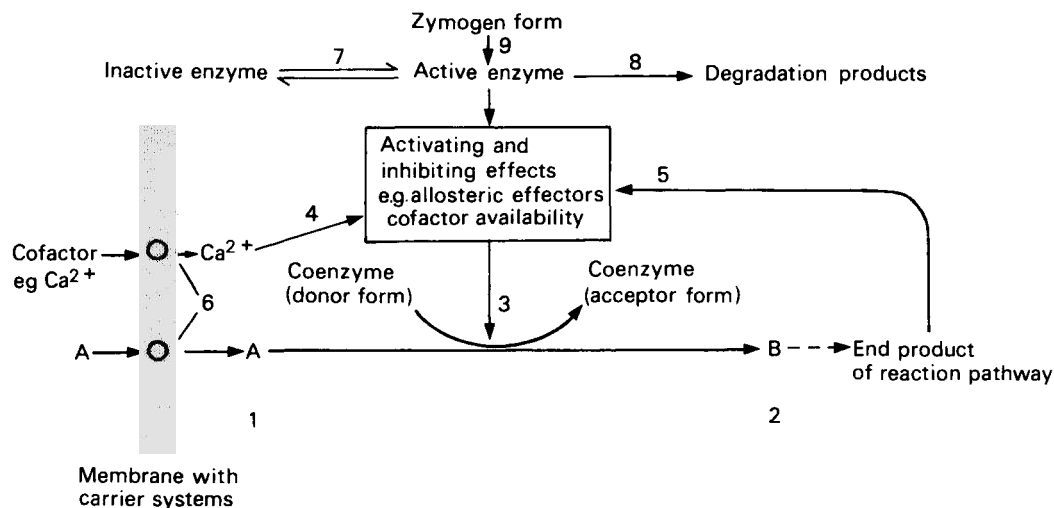 Zymogen form
9
7
8
Inactive enzyme
Active enzyme
Degradation products
Activating and
inhibiting effects
e.g. allosteric effectors
cofactor availability
5
4
Cofactor
eg Ca²⁺
Ca²⁺
6
Coenzyme
(donor form)
3
Coenzyme
(acceptor form)
A
A
B
End product
of reaction pathway
1
2
Membrane with
carrier systems